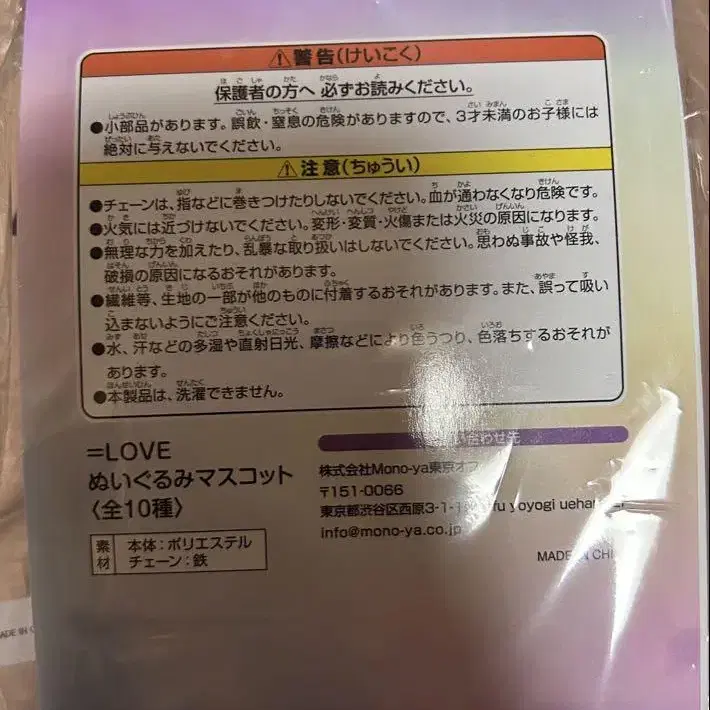 ⚠警告(けいこく)
保護者の方へ 必ずお読みください。
●小部品があります。誤飲・窒息の危険がありますので、3才未満のお子様には
絶対に与えないでください。
⚠注意(ちゅうい)
●チェーンは、指などに巻きつけたりしないでください。血が通わなくなり危険です。
●火気には近づけないでください。変形・変質・火傷または火災の原因になります。
●無理な力を加えたり、乱暴な取り扱いはしないでください。思わぬ事故や怪我、
破損の原因になるおそれがあります。
●繊維等、生地の一部が他のものに付着するおそれがあります。また、誤って吸い
込まないようにご注意ください。
●水、汗などの多湿や直射日光、摩擦などにより色うつり、色落ちするおそれが
あります。
●本製品は、洗濯できません。
=LOVE
ぬいぐるみマスコット
〈全10種〉
素材
本体:ポリエステル
チェーン:鉄
い合わせ先
株式会社Mono-ya東京オフ
〒151-0066
東京都渋谷区西原3-1-1 fu yoyogi uehar
info@mono-ya.co.jp
MADE IN CHI
ADE IN C